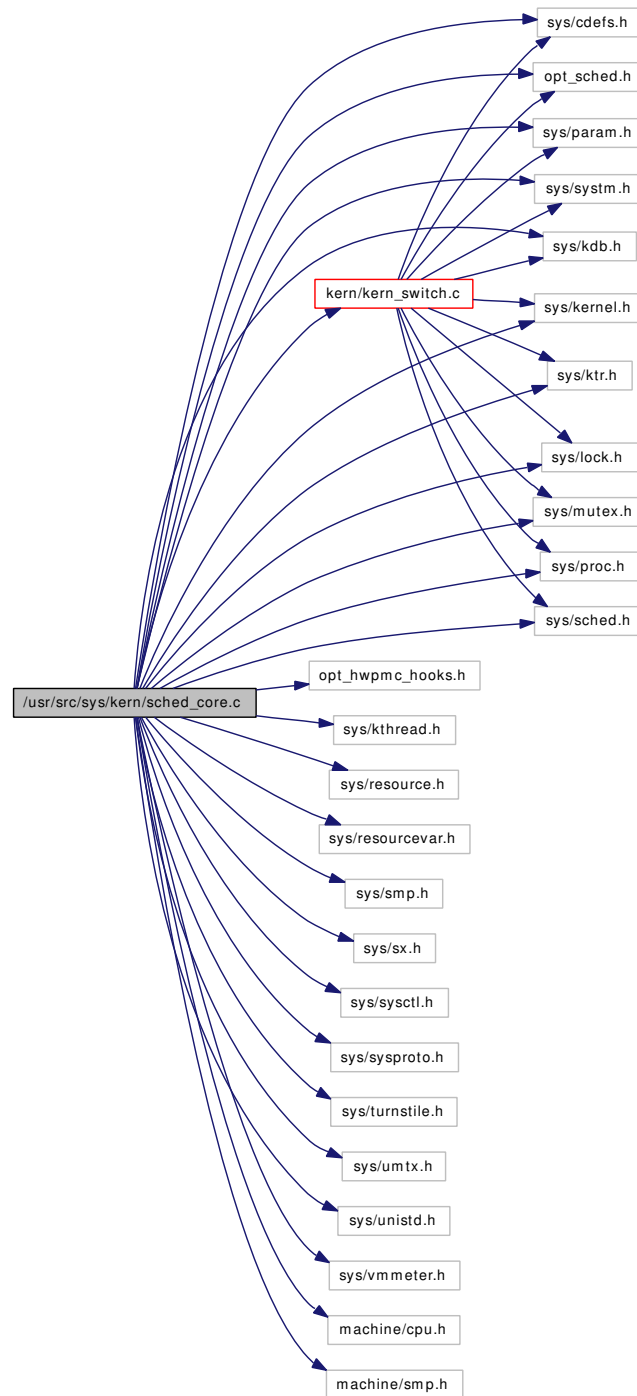 sys/cdefs.h
opt_sched.h
sys/param.h
sys/systm.h
sys/kdb.h
kern/kern_switch.c
sys/kernel.h
sys/ktr.h
sys/lock.h
sys/mutex.h
sys/proc.h
sys/sched.h
opt_hwpmc_hooks.h
/usr/src/sys/kern/sched_core.c
sys/kthread.h
sys/resource.h
sys/resourcevar.h
sys/smp.h
sys/sx.h
sys/sysctl.h
sys/sysproto.h
sys/turnstile.h
sys/umtx.h
sys/unistd.h
sys/vmmeter.h
machine/cpu.h
machine/smp.h